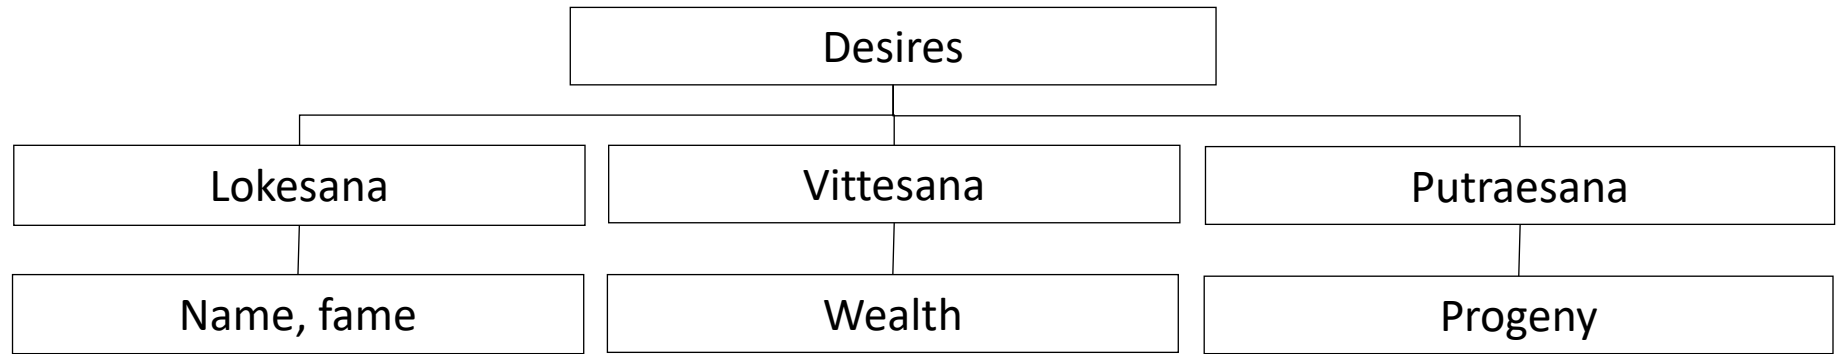 Desires
Lokesana
Vittesana
Putraesana
Name, fame
Wealth
Progeny